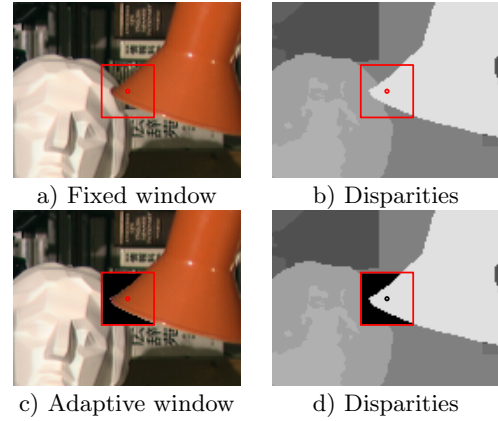 a) Fixed window
b) Disparities
c) Adaptive window
d) Disparities